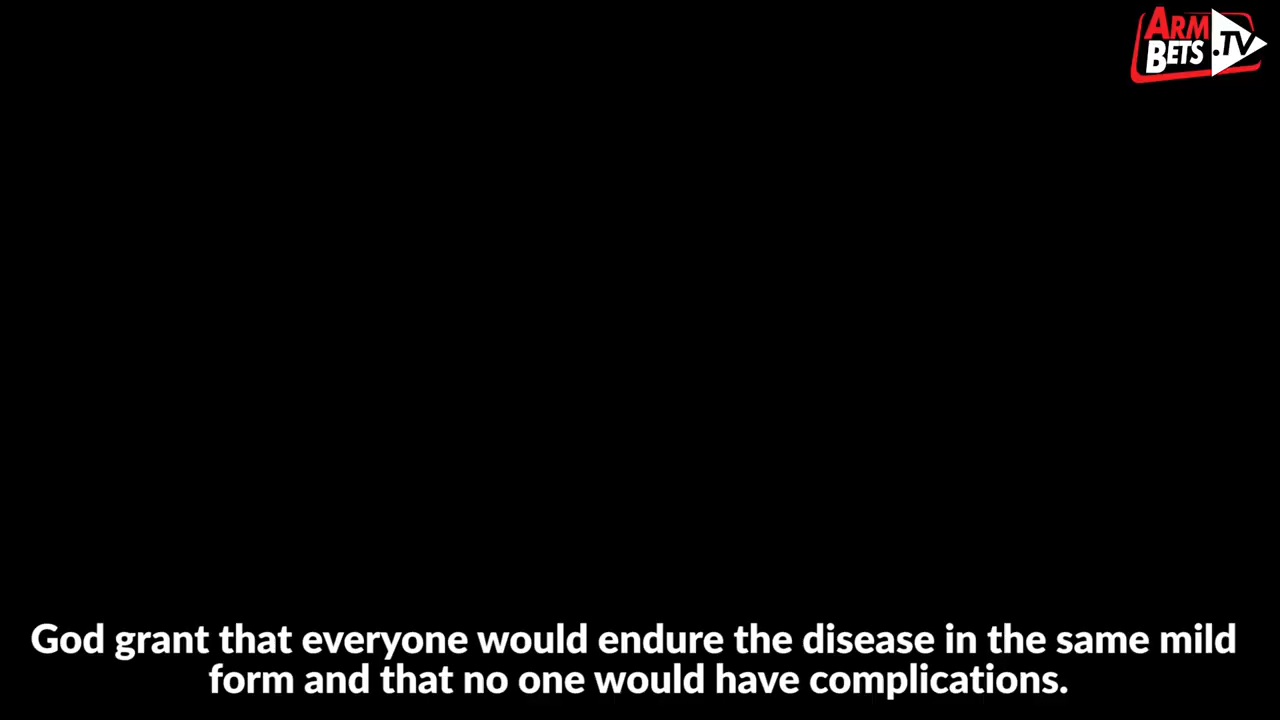 ARM
BETS
.TV
God grant that everyone would endure the disease in the same mild
form and that no one would have complications.